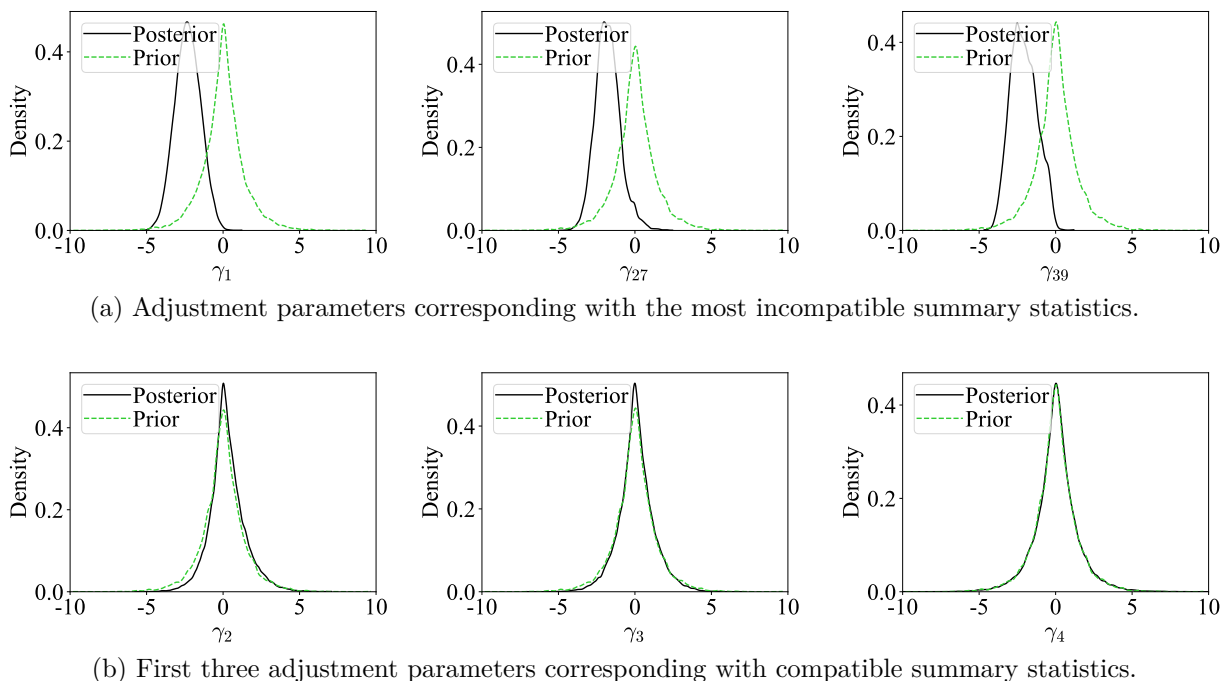 Posterior
Prior
Density
0.4
0.2
0.0
-10 -5 0 5 10
γ₁
Posterior
Prior
Density
0.4
0.2
0.0
-10 -5 0 5 10
γ₂₇
Posterior
Prior
Density
0.4
0.2
0.0
-10 -5 0 5 10
γ₃₉
(a) Adjustment parameters corresponding with the most incompatible summary statistics.
Posterior
Prior
Density
0.4
0.2
0.0
-10 -5 0 5 10
γ₂
Posterior
Prior
Density
0.4
0.2
0.0
-10 -5 0 5 10
γ₃
Posterior
Prior
Density
0.4
0.2
0.0
-10 -5 0 5 10
γ₄
(b) First three adjustment parameters corresponding with compatible summary statistics.